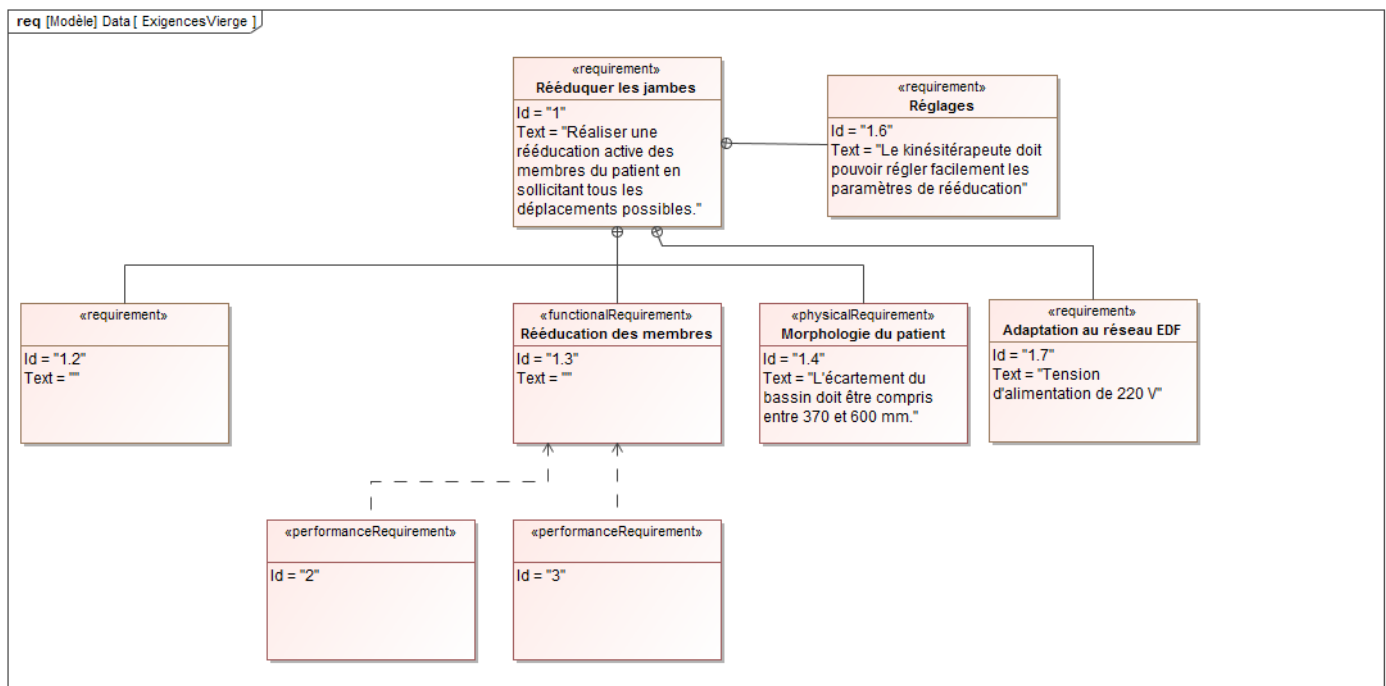 req [Modèle] Data [ ExigencesVierge ]
«requirement»
Rééduquer les jambes
Id = "1"
Text = "Réaliser une
rééducation active des
membres du patient en
sollicitant tous les
déplacements possibles."
«requirement»
Réglages
Id = "1.6"
Text = "Le kinésitérapeute doit
pouvoir régler facilement les
paramètres de rééducation"
«requirement»
Id = "1.2"
Text = ""
«functionalRequirement»
Rééducation des membres
Id = "1.3"
Text = ""
«physicalRequirement»
Morphologie du patient
Id = "1.4"
Text = "L'écartement du
bassin doit être compris
entre 370 et 600 mm."
«requirement»
Adaptation au réseau EDF
Id = "1.7"
Text = "Tension
d'alimentation de 220 V"
«performanceRequirement»
Id = "2"
«performanceRequirement»
Id = "3"